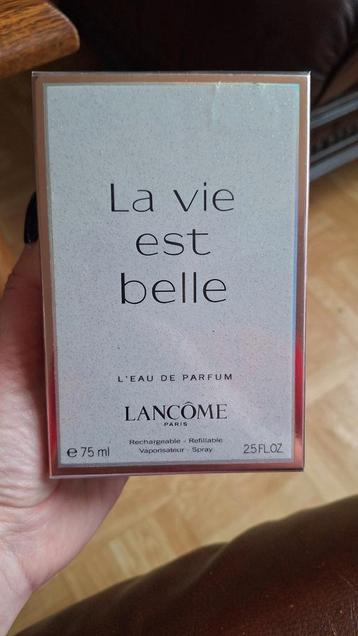 La vie
est
belle
L'EAU DE PARFUM
LANCÔME
PARIS
Rechargeable - Refillable
Vaporisateur - Spray
e 75 ml
2.5 FL.OZ